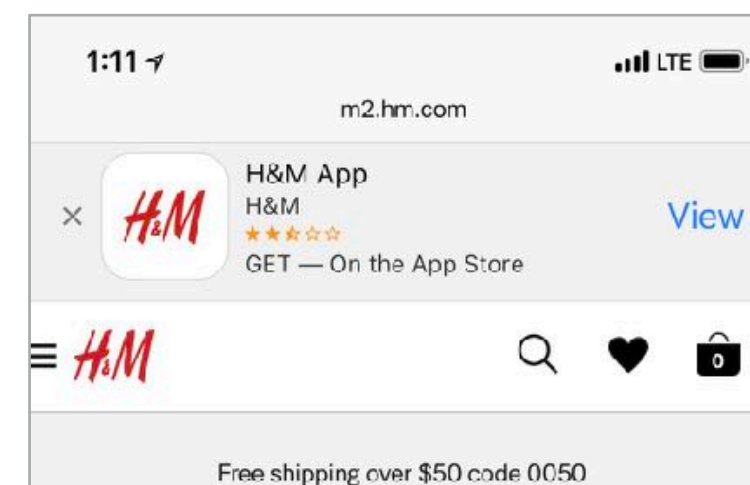 1:11 LTE
m2.hm.com
H&M App
H&M
H&M
GET — On the App Store
View
H&M
0
Free shipping over $50 code 0050